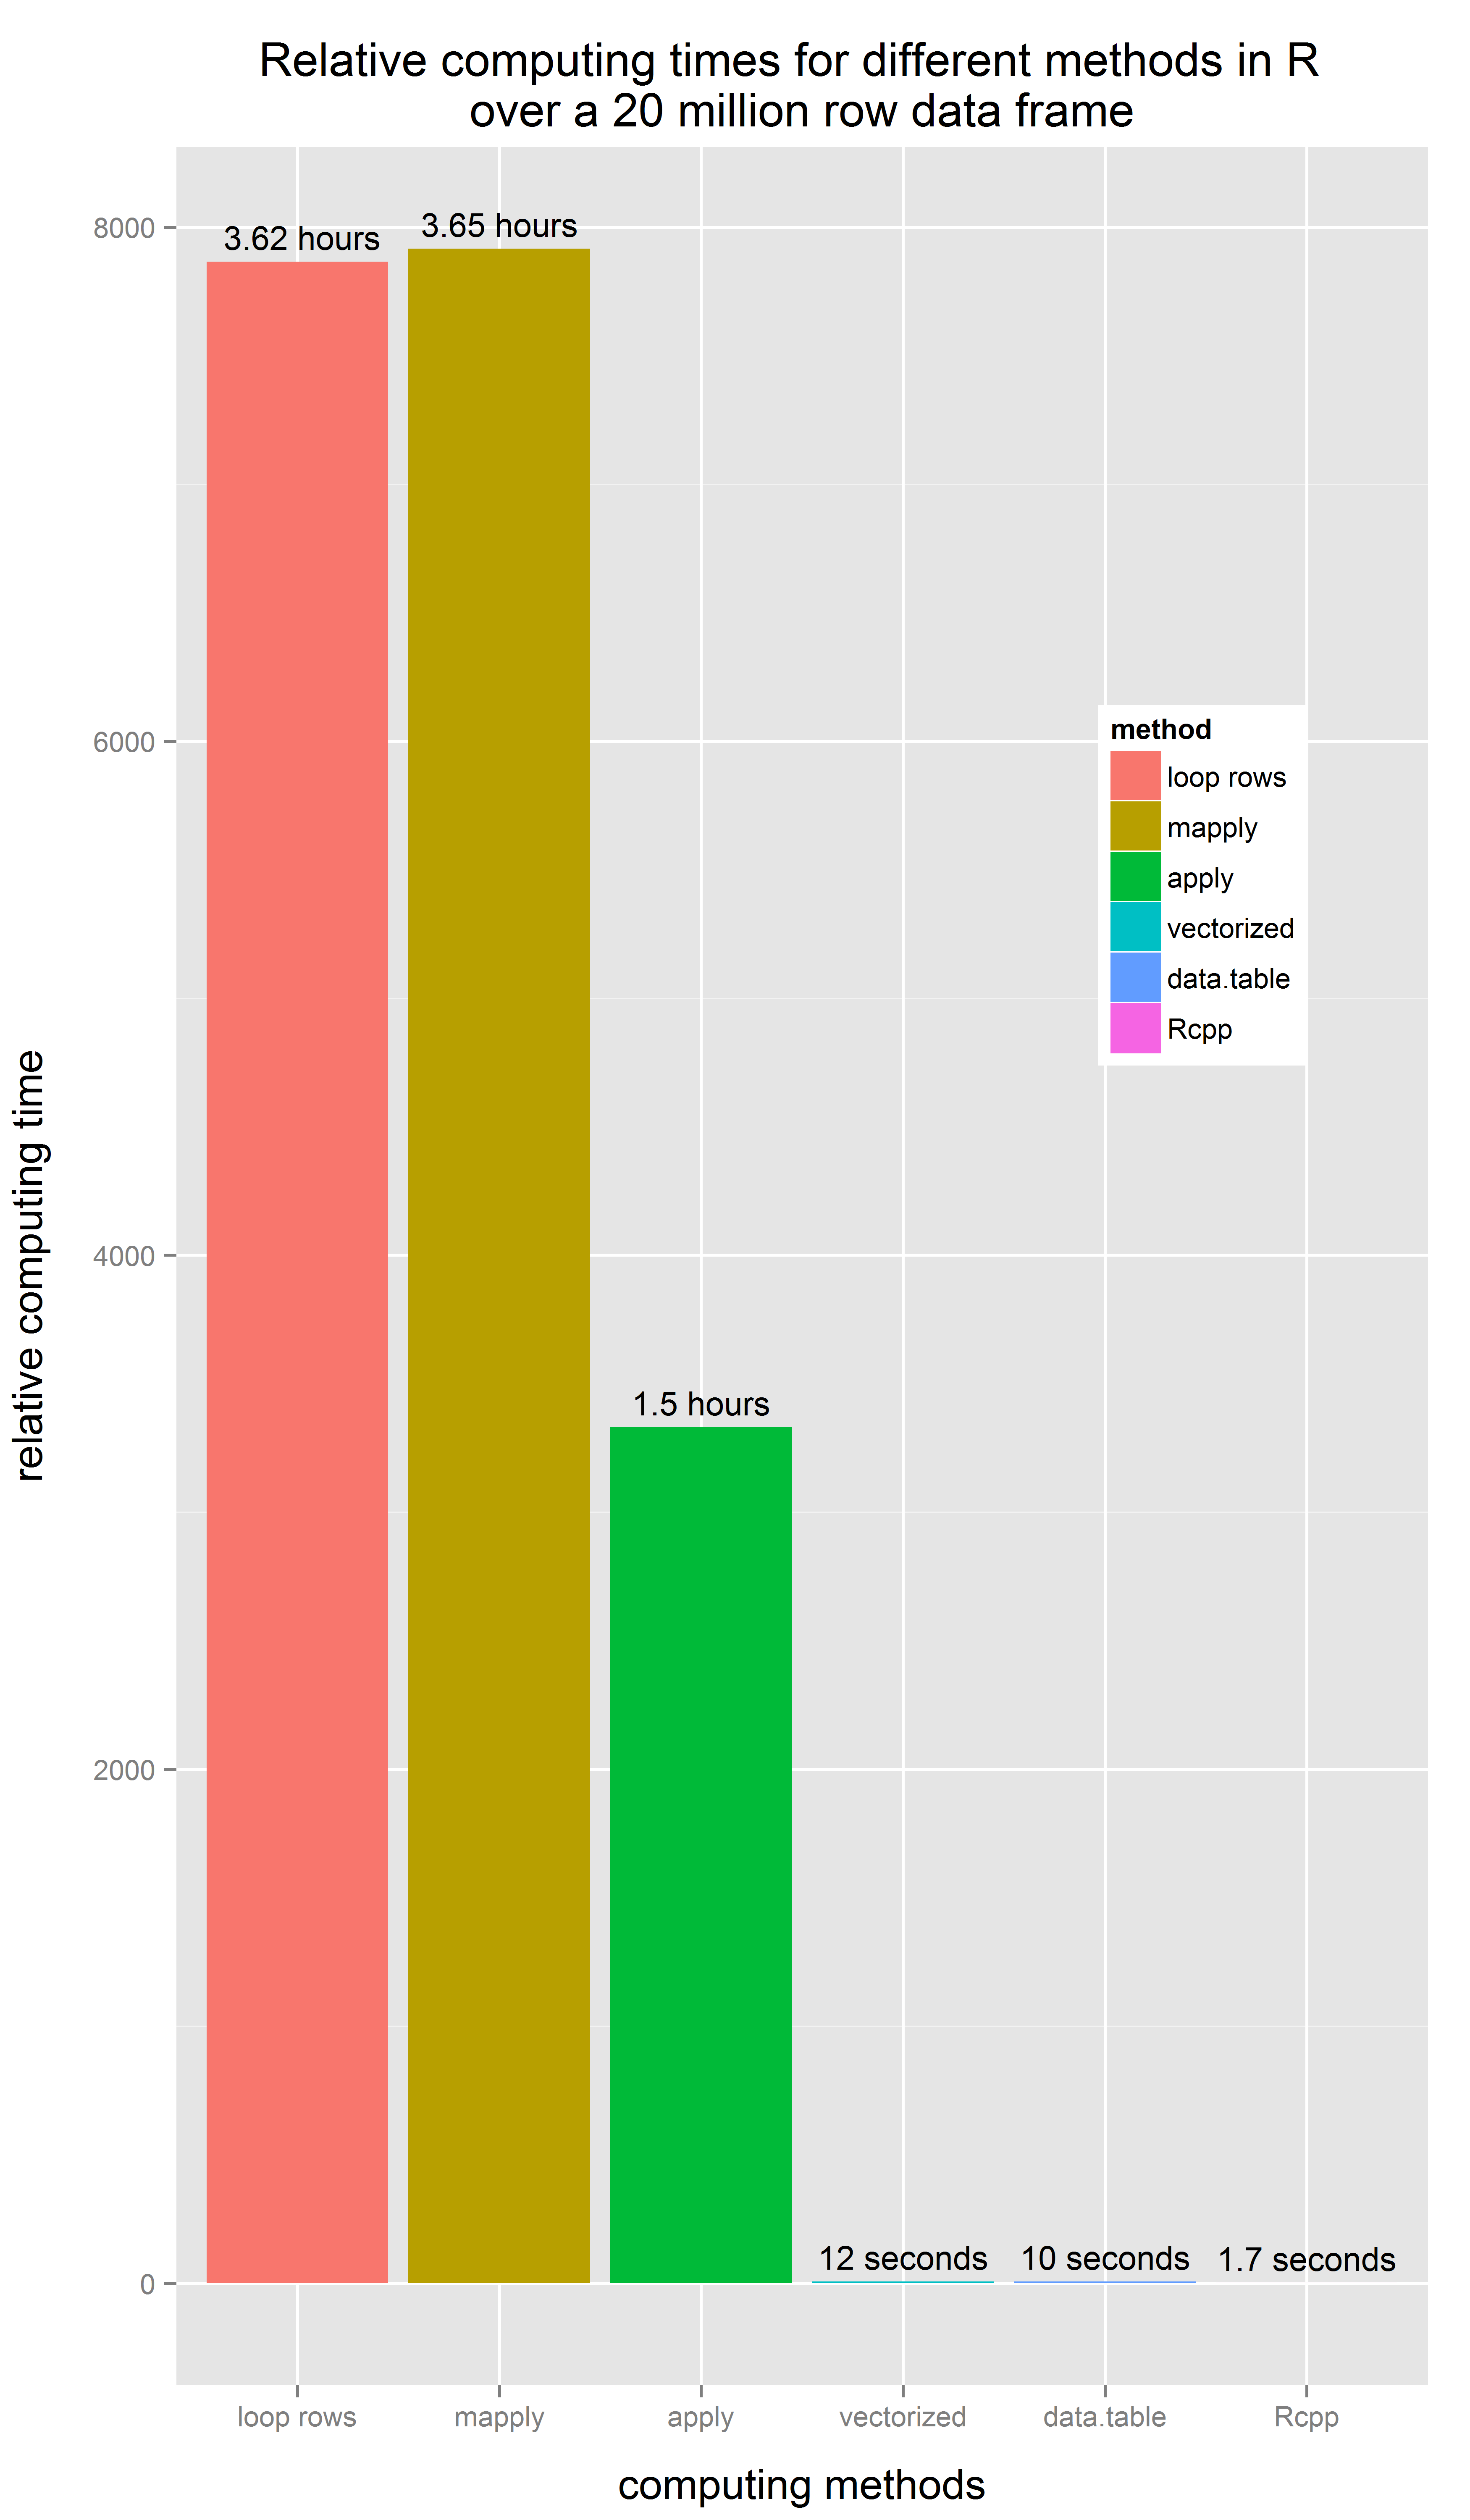 Relative computing times for different methods in R
over a 20 million row data frame
relative computing time
8000
6000
4000
2000
0
3.62 hours
3.65 hours
1.5 hours
12 seconds
10 seconds
1.7 seconds
method
loop rows
mapply
apply
vectorized
data.table
Rcpp
loop rows
mapply
apply
vectorized
data.table
Rcpp
computing methods